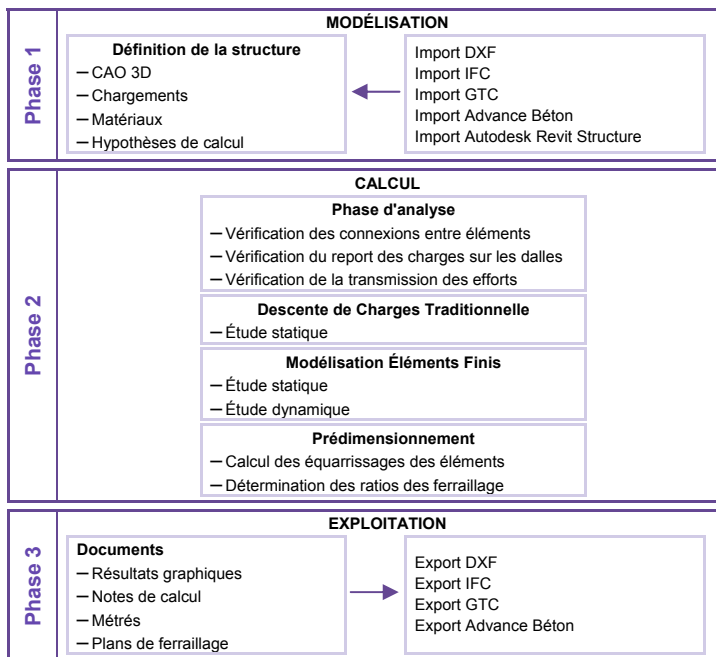 Phase 1
MODÉLISATION
Définition de la structure
– CAO 3D
– Chargements
– Matériaux
– Hypothèses de calcul
Import DXF
Import IFC
Import GTC
Import Advance Béton
Import Autodesk Revit Structure
Phase 2
CALCUL
Phase d'analyse
– Vérification des connexions entre éléments
– Vérification du report des charges sur les dalles
– Vérification de la transmission des efforts
Descente de Charges Traditionnelle
– Étude statique
Modélisation Éléments Finis
– Étude statique
– Étude dynamique
Prédimensionnement
– Calcul des équarrissages des éléments
– Détermination des ratios des ferraillage
Phase 3
EXPLOITATION
Documents
– Résultats graphiques
– Notes de calcul
– Métrés
– Plans de ferraillage
Export DXF
Export IFC
Export GTC
Export Advance Béton